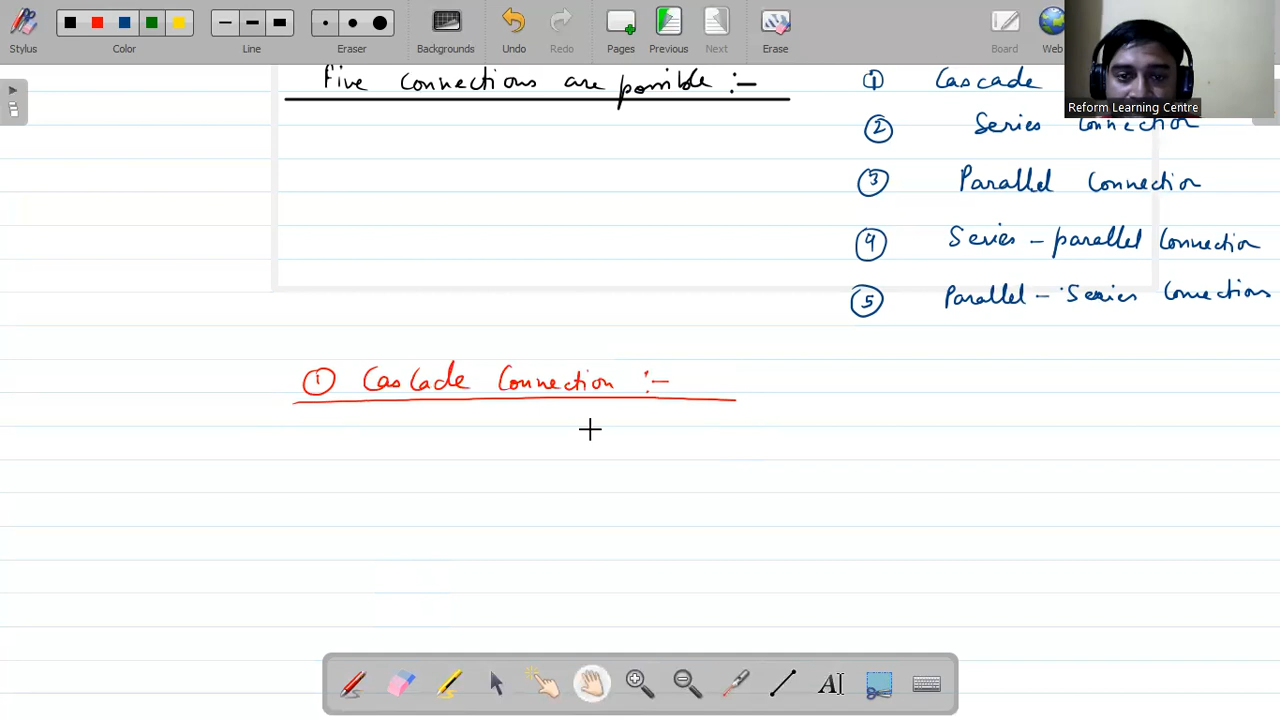 Stylus Color Line Eraser Backgrounds Undo Redo Pages Previous Next Erase Board Web
Reform Learning Centre
Five connections are possible :-
① Cascade
② Series Connection
③ Parallel Connection
④ Series - parallel Connection
⑤ Parallel - Series Connections
① Cascade Connection :-
AI